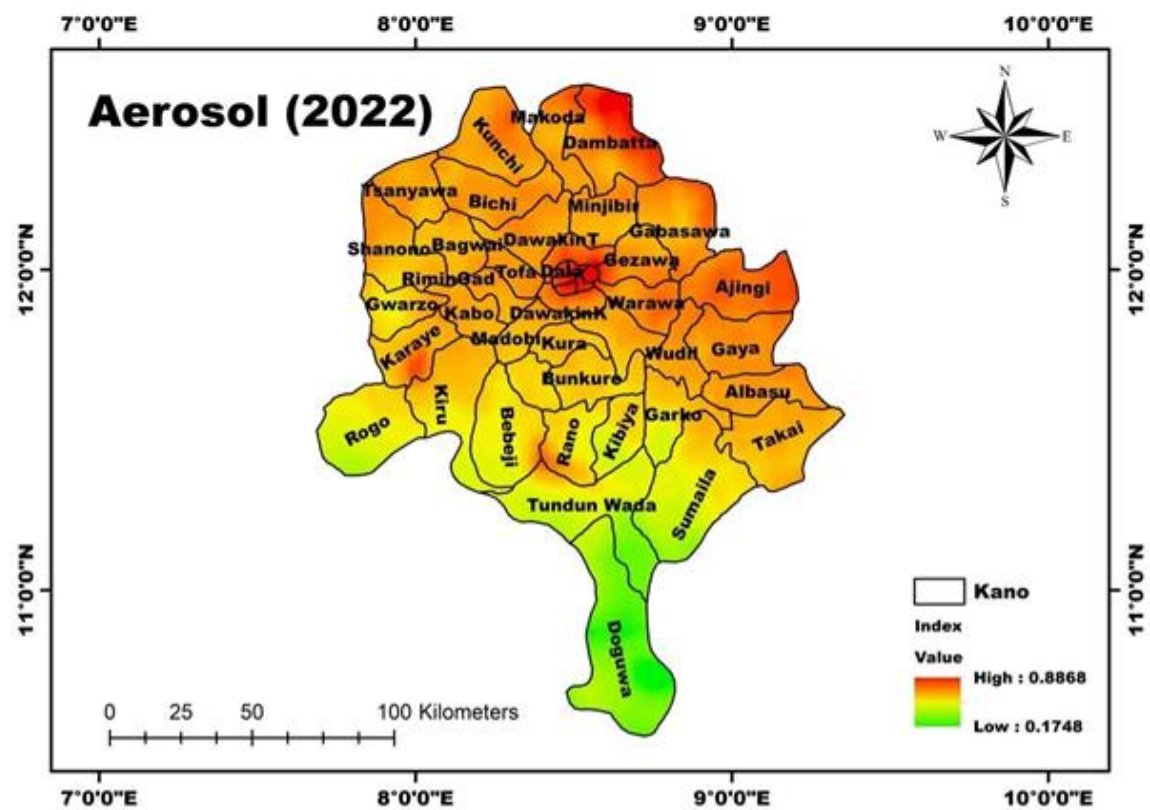 7°0'0"E 8°0'0"E 9°0'0"E 10°0'0"E
Aerosol (2022)
N
W E
S
Makoda
Kunchi
Dambatta
Tsanyawa
Bichi
Minjibir
Gabasawa
DawakinT
Shanono
Bagwai
Gezawa
Tofa
Dala
RiminGad
Ajingi
Gwarzo
Kabo
DawakinK
Warawa
Karaye
Madobi
Kura
Wudil
Gaya
Bunkure
Albasu
Kiru
Bebeji
Rano
Kibiya
Garko
Takai
Rogo
Tundun Wada
Sumaila
Doguwa
12°0'0"N
12°0'0"N
11°0'0"N
11°0'0"N
Kano
Index
Value
High : 0.8868
Low : 0.1748
0 25 50 100 Kilometers
7°0'0"E 8°0'0"E 9°0'0"E 10°0'0"E